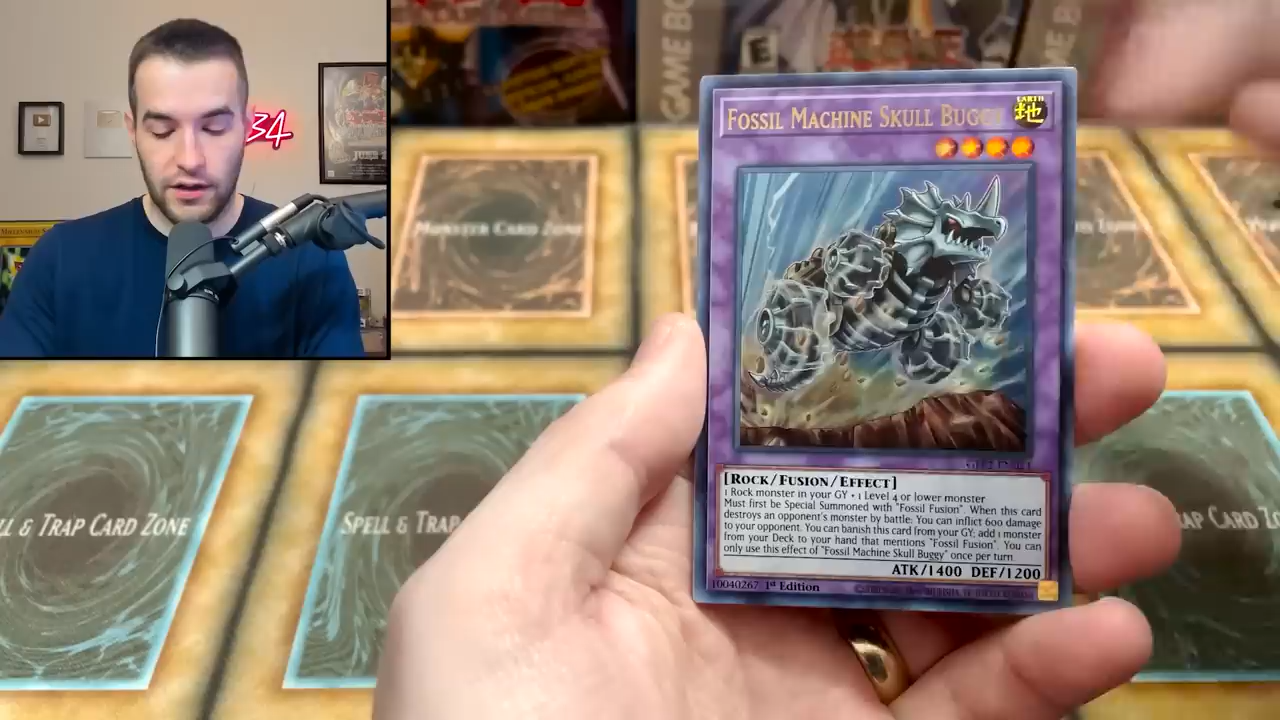 34
GAME BO
E
FOSSIL MACHINE SKULL BUGGY
EARTH
地
MONSTER CARD ZONE
[ROCK/FUSION/EFFECT]
1 Rock monster in your GY + 1 Level 4 or lower monster
Must first be Special Summoned with "Fossil Fusion". When this card
destroys an opponent's monster by battle: You can inflict 600 damage
to your opponent. You can banish this card from your GY; add 1 monster
from your Deck to your hand that mentions "Fossil Fusion". You can
only use this effect of "Fossil Machine Skull Buggy" once per turn.
ATK/1400 DEF/1200
10040267 1st Edition
LL & TRAP CARD ZONE
SPELL & TRAP
AP CARD ZO